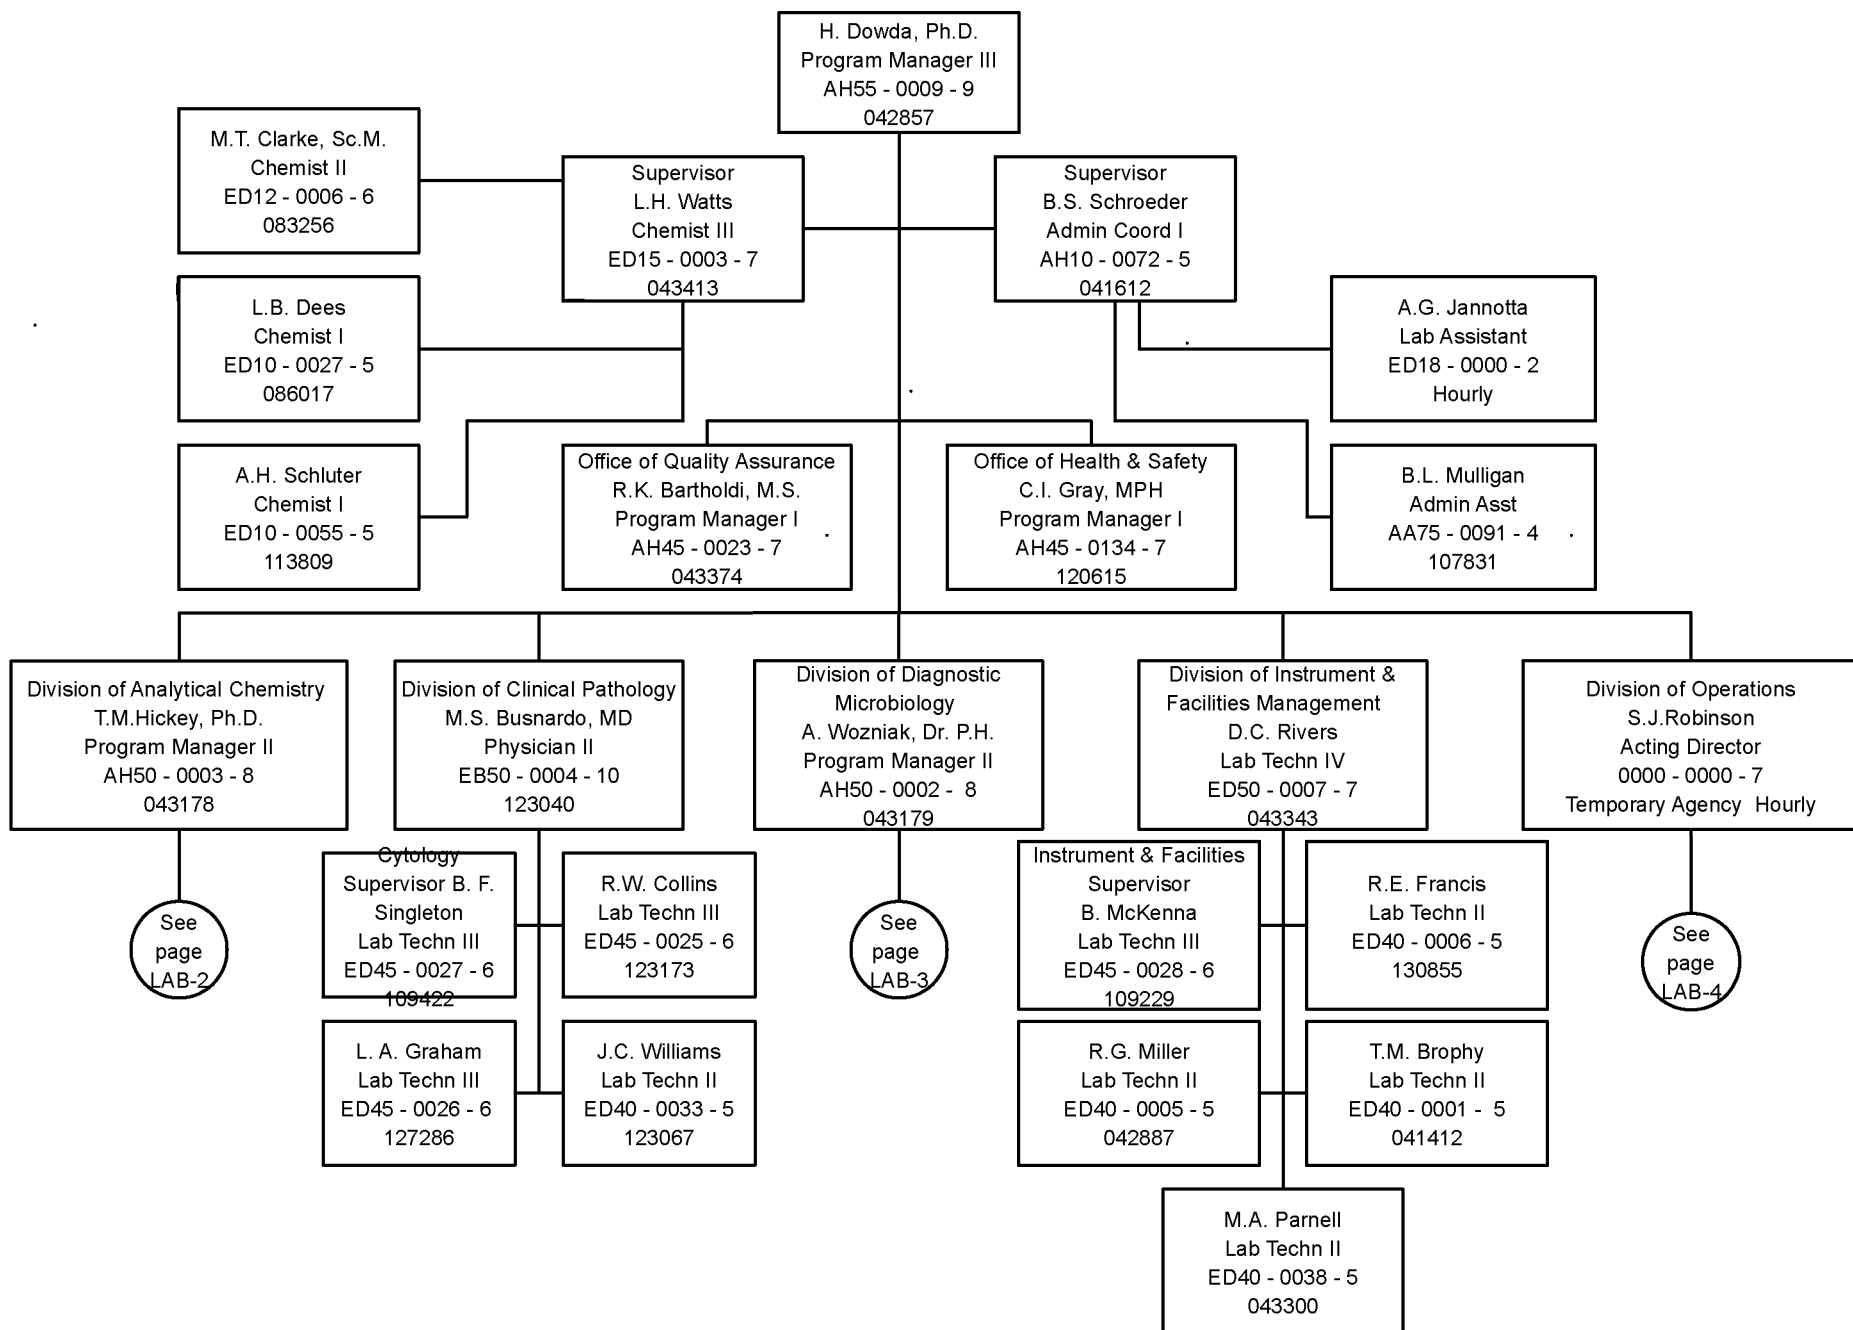 H. Dowda, Ph.D.
Program Manager III
AH55 - 0009 - 9
042857
M.T. Clarke, Sc.M.
Chemist II
ED12 - 0006 - 6
083256
Supervisor
L.H. Watts
Chemist III
ED15 - 0003 - 7
043413
Supervisor
B.S. Schroeder
Admin Coord I
AH10 - 0072 - 5
041612
L.B. Dees
Chemist I
ED10 - 0027 - 5
086017
A.G. Jannotta
Lab Assistant
ED18 - 0000 - 2
Hourly
A.H. Schluter
Chemist I
ED10 - 0055 - 5
113809
Office of Quality Assurance
R.K. Bartholdi, M.S.
Program Manager I
AH45 - 0023 - 7
043374
Office of Health & Safety
C.I. Gray, MPH
Program Manager I
AH45 - 0134 - 7
120615
B.L. Mulligan
Admin Asst
AA75 - 0091 - 4
107831
Division of Analytical Chemistry
T.M.Hickey, Ph.D.
Program Manager II
AH50 - 0003 - 8
043178
Division of Clinical Pathology
M.S. Busnardo, MD
Physician II
EB50 - 0004 - 10
123040
Division of Diagnostic
Microbiology
A. Wozniak, Dr. P.H.
Program Manager II
AH50 - 0002 - 8
043179
Division of Instrument &
Facilities Management
D.C. Rivers
Lab Techn IV
ED50 - 0007 - 7
043343
Division of Operations
S.J.Robinson
Acting Director
0000 - 0000 - 7
Temporary Agency Hourly
See
page
LAB-2
Cytology
Supervisor B. F.
Singleton
Lab Techn III
ED45 - 0027 - 6
109422
R.W. Collins
Lab Techn III
ED45 - 0025 - 6
123173
See
page
LAB-3
Instrument & Facilities
Supervisor
B. McKenna
Lab Techn III
ED45 - 0028 - 6
109229
R.E. Francis
Lab Techn II
ED40 - 0006 - 5
130855
See
page
LAB-4
L. A. Graham
Lab Techn III
ED45 - 0026 - 6
127286
J.C. Williams
Lab Techn II
ED40 - 0033 - 5
123067
R.G. Miller
Lab Techn II
ED40 - 0005 - 5
042887
T.M. Brophy
Lab Techn II
ED40 - 0001 - 5
041412
M.A. Parnell
Lab Techn II
ED40 - 0038 - 5
043300